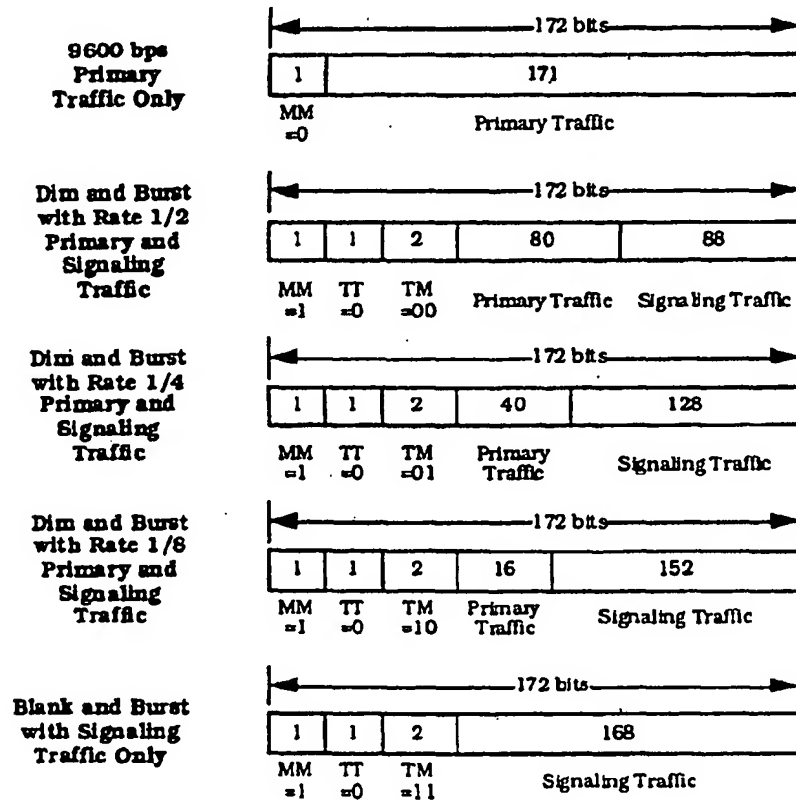 9600 bps
Primary
Traffic Only
172 bits
1 171
MM
=0
Primary Traffic
Dim and Burst
with Rate 1/2
Primary and
Signaling
Traffic
172 bits
1 1 2 80 88
MM TT TM Primary Traffic Signaling Traffic
=1 =0 =00
Dim and Burst
with Rate 1/4
Primary and
Signaling
Traffic
172 bits
1 1 2 40 128
MM TT TM Primary Signaling Traffic
=1 =0 =01 Traffic
Dim and Burst
with Rate 1/8
Primary and
Signaling
Traffic
172 bits
1 1 2 16 152
MM TT TM Primary Signaling Traffic
=1 =0 =10 Traffic
Blank and Burst
with Signaling
Traffic Only
172 bits
1 1 2 168
MM TT TM Signaling Traffic
=1 =0 =11